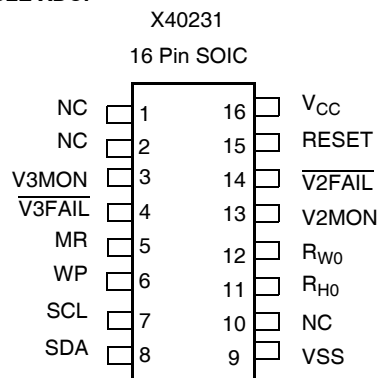 X40231
16 Pin SOIC
NC 1 16 VCC
NC 2 15 RESET
V3MON 3 14 V2FAIL
V3FAIL 4 13 V2MON
MR 5 12 RW0
WP 6 11 RH0
SCL 7 10 NC
SDA 8 9 VSS